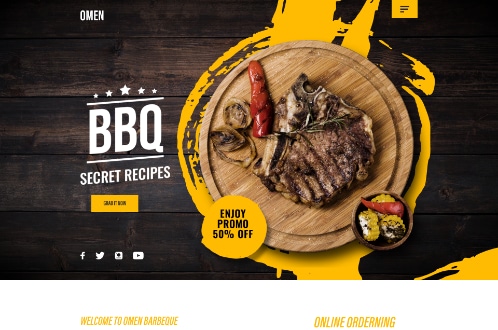 OMEN
BBQ
SECRET RECIPES
GRAB IT NOW
ENJOY
PROMO
50% OFF
WELCOME TO OMEN BARBEQUE
ONLINE ORDERNING